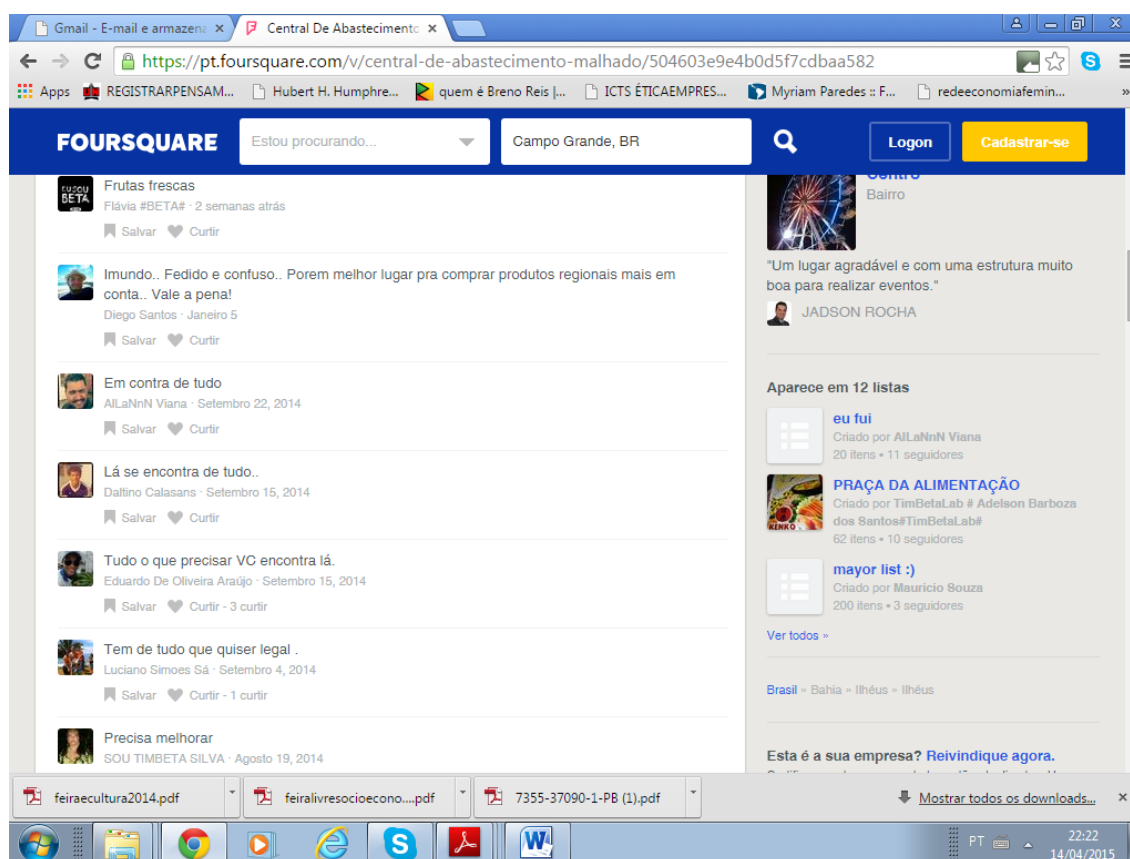 Gmail - E-mail e armazena
Central De Abastecimento
https://pt.foursquare.com/v/central-de-abastecimento-malhado/504603e9e4b0d5f7cdbaa582
Apps REGISTRARPENSAM... Hubert H. Humphre... quem é Breno Reis |... ICTS ÉTICAEMPRES... Myriam Paredes :: F... redeeconomiafemin... »
FOURSQUARE Estou procurando... Campo Grande, BR Logon Cadastrar-se
EUSOU
BETA
Frutas frescas
Flávia #BETA# · 2 semanas atrás
Salvar Curtir
Imundo.. Fedido e confuso.. Porem melhor lugar pra comprar produtos regionais mais em
conta.. Vale a pena!
Diego Santos · Janeiro 5
Salvar Curtir
Em contra de tudo
AlLaNnN Viana · Setembro 22, 2014
Salvar Curtir
Lá se encontra de tudo..
Daltino Calasans · Setembro 15, 2014
Salvar Curtir
Tudo o que precisar VC encontra lá.
Eduardo De Oliveira Araújo · Setembro 15, 2014
Salvar Curtir - 3 curtir
Tem de tudo que quiser legal .
Luciano Simoes Sá · Setembro 4, 2014
Salvar Curtir - 1 curtir
Precisa melhorar
SOU TIMBETA SILVA · Agosto 19, 2014
Centro
Bairro
"Um lugar agradável e com uma estrutura muito
boa para realizar eventos."
JADSON ROCHA
Aparece em 12 listas
eu fui
Criado por AlLaNnN Viana
20 itens • 11 seguidores
PRAÇA DA ALIMENTAÇÃO
Criado por TimBetaLab # Adelson Barboza
dos Santos#TimBetaLab#
62 itens • 10 seguidores
mayor list :)
Criado por Mauricio Souza
200 itens • 3 seguidores
Ver todos »
Brasil » Bahia » Ilhéus » Ilhéus
Esta é a sua empresa? Reivindique agora.
feiraecultura2014.pdf feiralivresocioecono....pdf 7355-37090-1-PB (1).pdf Mostrar todos os downloads...
PT 22:22
14/04/2015